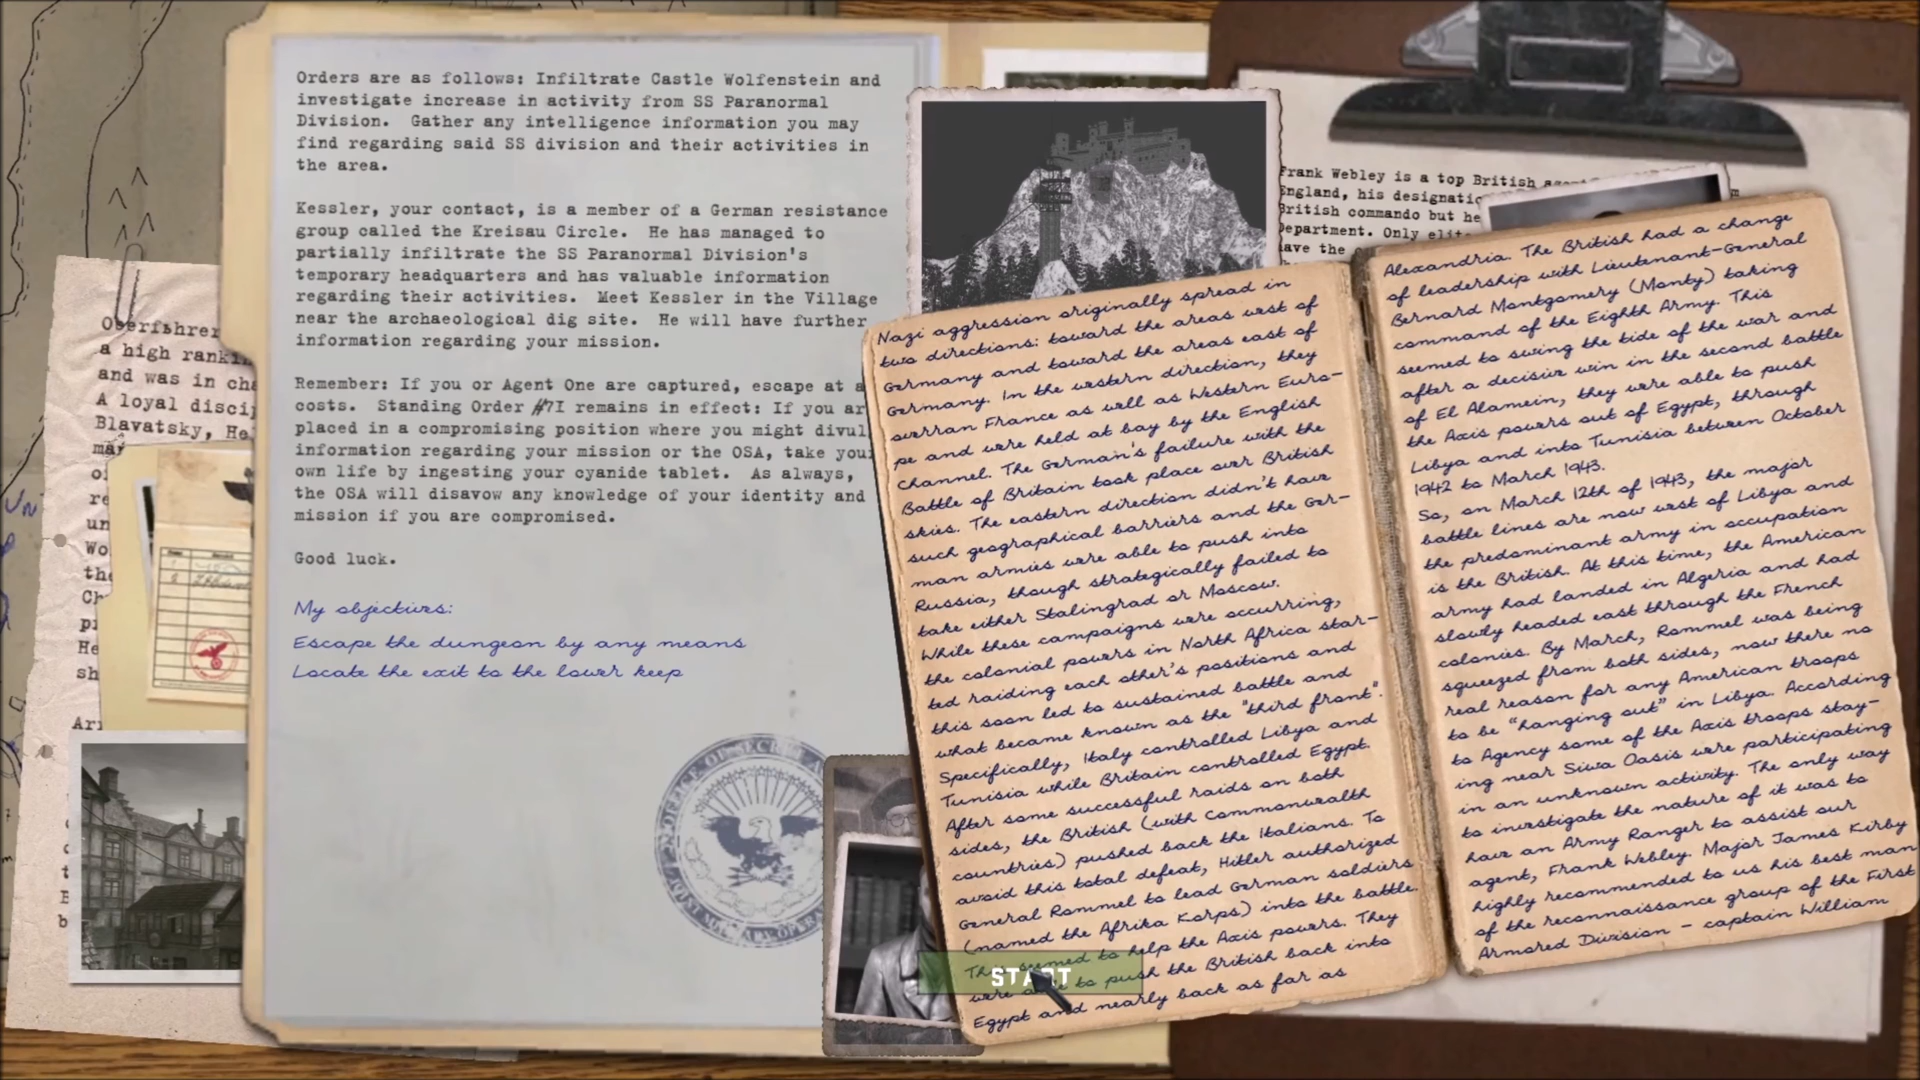 Orders are as follows: Infiltrate Castle Wolfenstein and
investigate increase in activity from SS Paranormal
Division. Gather any intelligence information you may
find regarding said SS division and their activities in
the area.
Kessler, your contact, is a member of a German resistance
group called the Kreisau Circle. He has managed to
partially infiltrate the SS Paranormal Division's
temporary headquarters and has valuable information
regarding their activities. Meet Kessler in the Village
near the archaeological dig site. He will have further
information regarding your mission.
Remember: If you or Agent One are captured, escape at a
costs. Standing Order #7I remains in effect: If you ar
placed in a compromising position where you might divul
information regarding your mission or the OSA, take you
own life by ingesting your cyanide tablet. As always,
the OSA will disavow any knowledge of your identity and
mission if you are compromised.
Good luck.
My objectives:
Escape the dungeon by any means
Locate the exit to the lower keep
a high ranki
and was in cha
A loyal discip
Blavatsky, He
Frank Webley is a top British
England, his designatio
British commando but he
Department. Only elite
have the
Nazi aggression originally spread in
two directions: toward the areas west of
Germany and toward the areas east of
Germany. In the western direction, they
overran France as well as Western Euro-
pe and were held at bay by the English
Channel. The German's failure with the
Battle of Britain took place over British
skies. The eastern direction didn't have
such geographical barriers and the Ger-
man armies were able to push into
Russia, though strategically failed to
take either Stalingrad or Moscow.
While these campaigns were occurring,
the colonial powers in North Africa star-
ted raiding each other's positions and
this soon led to sustained battle and
what became known as the "third front".
Specifically, Italy controlled Libya and
Tunisia while Britain controlled Egypt.
After some successful raids on both
sides, the British (with Commonwealth
countries) pushed back the Italians. To
avoid this total defeat, Hitler authorized
General Rommel to lead German soldiers
(named the Afrika Korps) into the battle.
This seemed to help the Axis powers. They
were able to push the British back into
Egypt and nearly back as far as
Alexandria. The British had a change
of leadership with Lieutenant-General
Bernard Montgomery (Monty) taking
command of the Eighth Army. This
seemed to swing the tide of the war and
after a decisive win in the second battle
of El Alamein, they were able to push
the Axis powers out of Egypt, through
Libya and into Tunisia between October
1942 to March 1943.
So, on March 12th of 1943, the major
battle lines are now west of Libya and
the predominant army in occupation
is the British. At this time, the American
army had landed in Algeria and had
slowly headed east through the French
colonies. By March, Rommel was being
squeezed from both sides, now there no
real reason for any American troops
to be "hanging out" in Libya. According
to Agency some of the Axis troops stay-
ing near Siwa Oasis were participating
in an unknown activity. The only way
to investigate the nature of it was to
have an Army Ranger to assist our
agent, Frank Webley. Major James Kirby
highly recommended to us his best man
of the reconnaissance group of the First
Armored Division - captain William
START